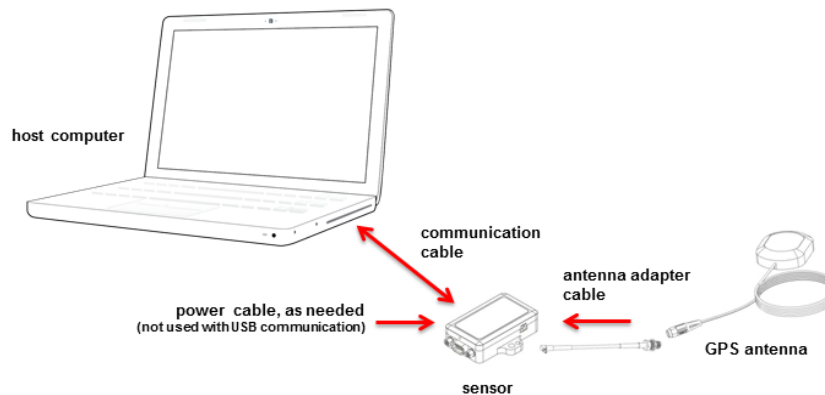 host computer
communication
cable
antenna adapter
cable
power cable, as needed
(not used with USB communication)
GPS antenna
sensor